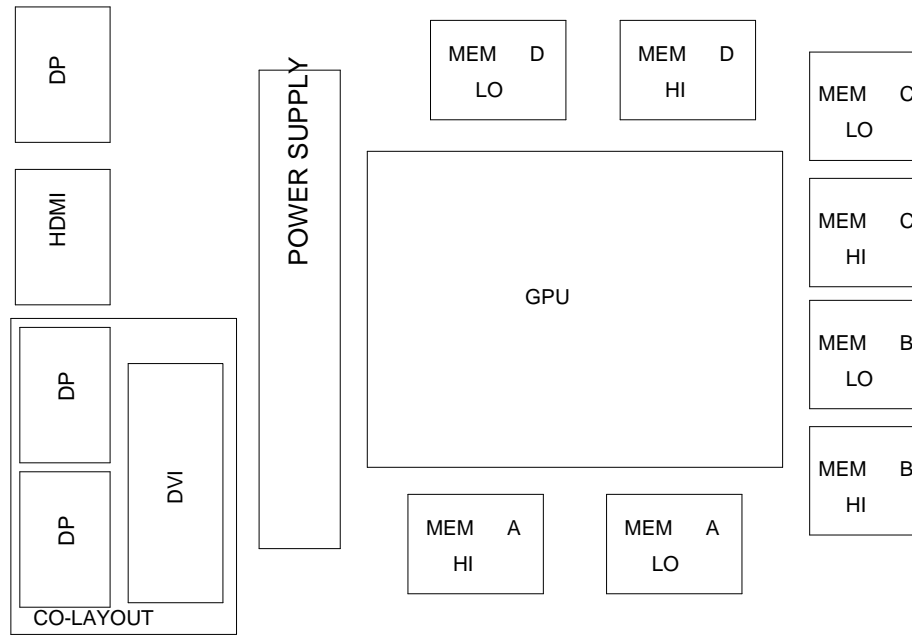 DP
HDMI
DP
DP
DVI
CO-LAYOUT
POWER SUPPLY
MEM D
LO
MEM D
HI
GPU
MEM A
HI
MEM A
LO
MEM C
LO
MEM C
HI
MEM B
LO
MEM B
HI